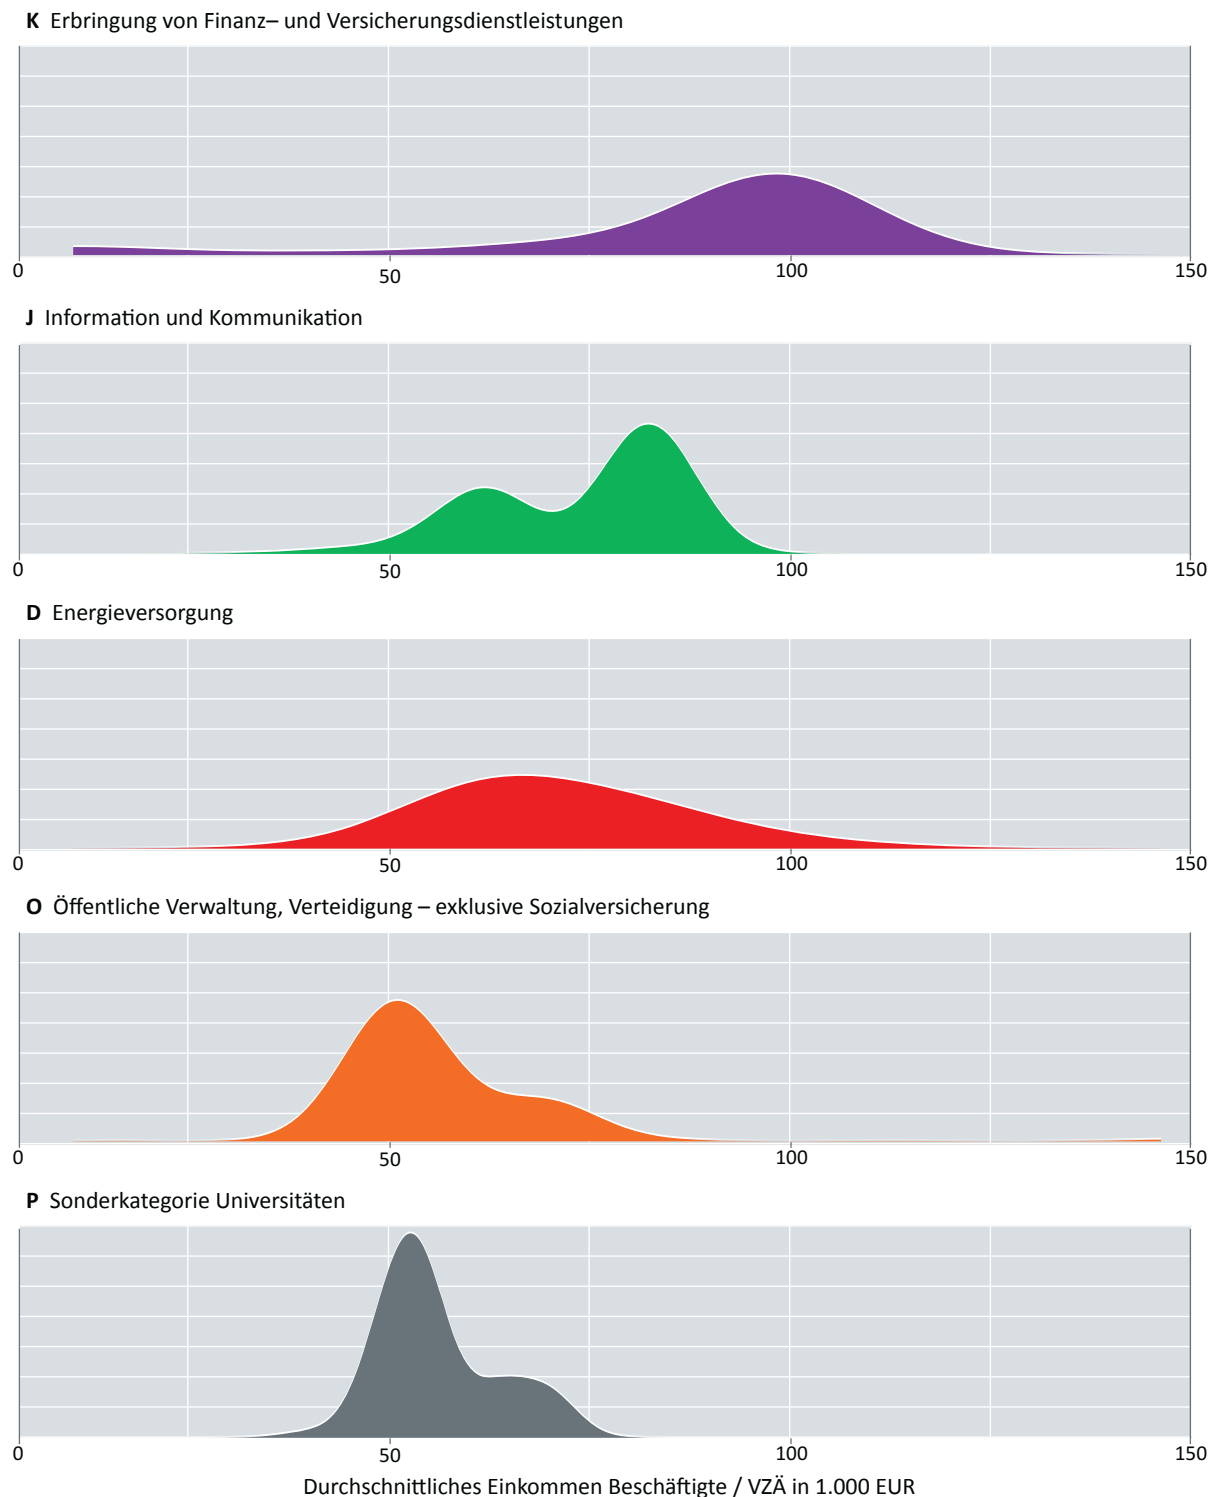 K Erbringung von Finanz– und Versicherungsdienstleistungen
0 50 100 150
J Information und Kommunikation
0 50 100 150
D Energieversorgung
0 50 100 150
O Öffentliche Verwaltung, Verteidigung – exklusive Sozialversicherung
0 50 100 150
P Sonderkategorie Universitäten
0 50 100 150
Durchschnittliches Einkommen Beschäftigte / VZÄ in 1.000 EUR